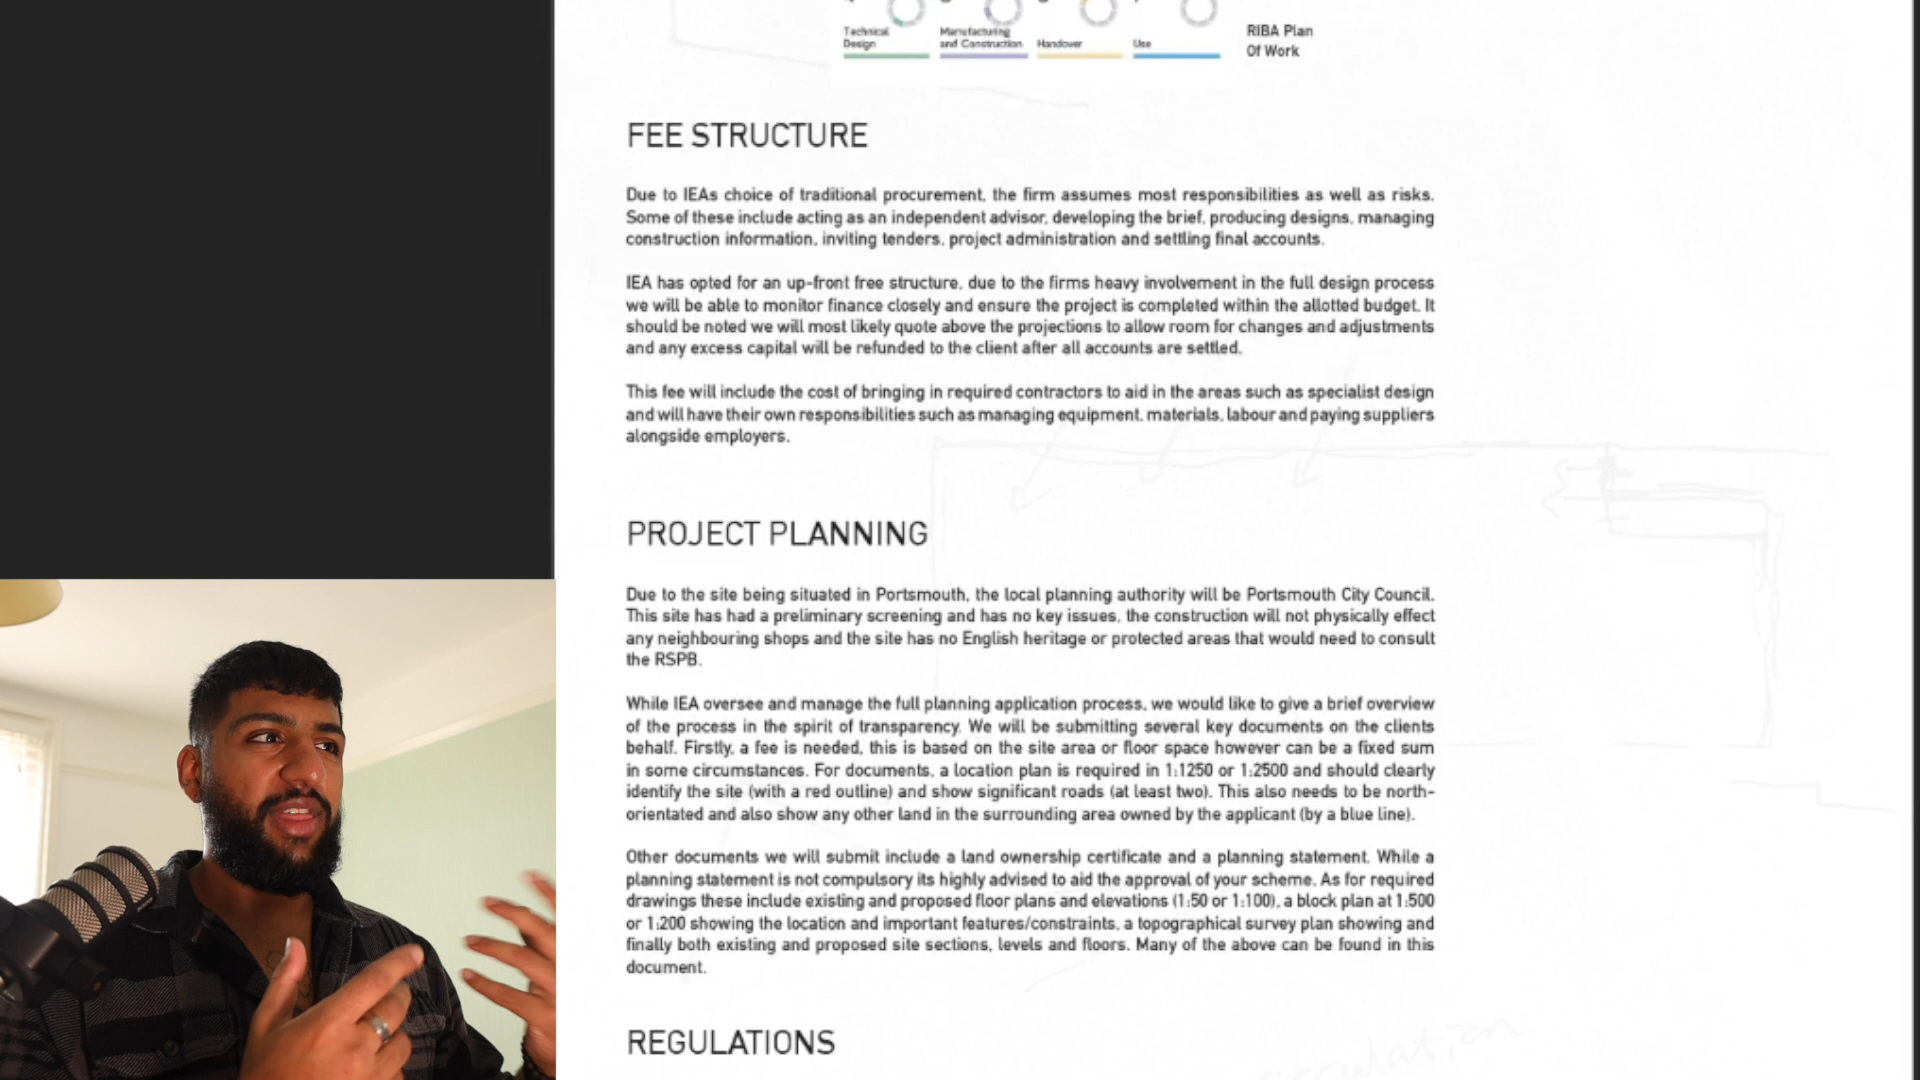 Technical
Design
Manufacturing
and Construction
Handover
Use
RIBA Plan
Of Work
FEE STRUCTURE
Due to IEAs choice of traditional procurement, the firm assumes most responsibilities as well as risks.
Some of these include acting as an independent advisor, developing the brief, producing designs, managing
construction information, inviting tenders, project administration and settling final accounts.
IEA has opted for an up-front free structure, due to the firms heavy involvement in the full design process
we will be able to monitor finance closely and ensure the project is completed within the allotted budget. It
should be noted we will most likely quote above the projections to allow room for changes and adjustments
and any excess capital will be refunded to the client after all accounts are settled.
This fee will include the cost of bringing in required contractors to aid in the areas such as specialist design
and will have their own responsibilities such as managing equipment, materials, labour and paying suppliers
alongside employers.
PROJECT PLANNING
Due to the site being situated in Portsmouth, the local planning authority will be Portsmouth City Council.
This site has had a preliminary screening and has no key issues, the construction will not physically effect
any neighbouring shops and the site has no English heritage or protected areas that would need to consult
the RSPB.
While IEA oversee and manage the full planning application process, we would like to give a brief overview
of the process in the spirit of transparency. We will be submitting several key documents on the clients
behalf. Firstly, a fee is needed, this is based on the site area or floor space however can be a fixed sum
in some circumstances. For documents, a location plan is required in 1:1250 or 1:2500 and should clearly
identify the site (with a red outline) and show significant roads (at least two). This also needs to be north-
orientated and also show any other land in the surrounding area owned by the applicant (by a blue line).
Other documents we will submit include a land ownership certificate and a planning statement. While a
planning statement is not compulsory its highly advised to aid the approval of your scheme. As for required
drawings these include existing and proposed floor plans and elevations (1:50 or 1:100), a block plan at 1:500
or 1:200 showing the location and important features/constraints, a topographical survey plan showing and
finally both existing and proposed site sections, levels and floors. Many of the above can be found in this
document.
REGULATIONS